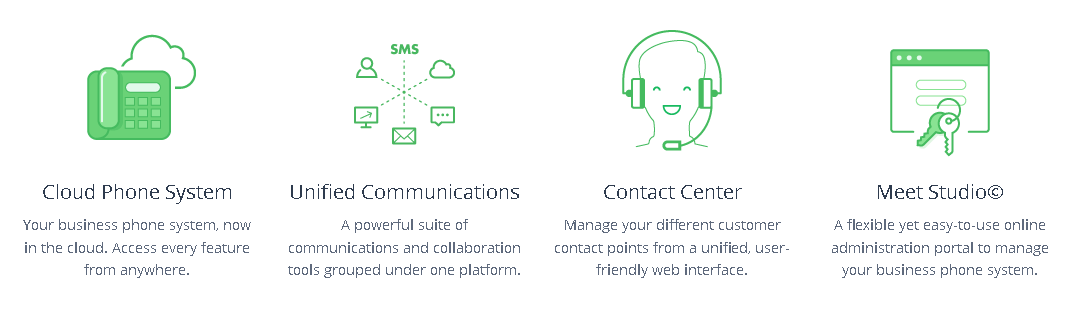 SMS
Cloud Phone System
Your business phone system, now
in the cloud. Access every feature
from anywhere.
Unified Communications
A powerful suite of
communications and collaboration
tools grouped under one platform.
Contact Center
Manage your different customer
contact points from a unified, user-
friendly web interface.
Meet Studio©
A flexible yet easy-to-use online
administration portal to manage
your business phone system.